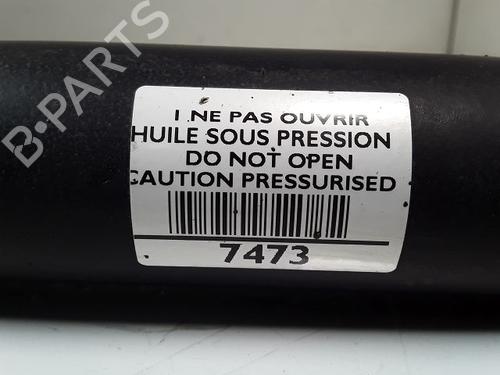 ! NE PAS OUVRIR
HUILE SOUS PRESSION
DO NOT OPEN
CAUTION PRESSURISED
7473
B-PARTS